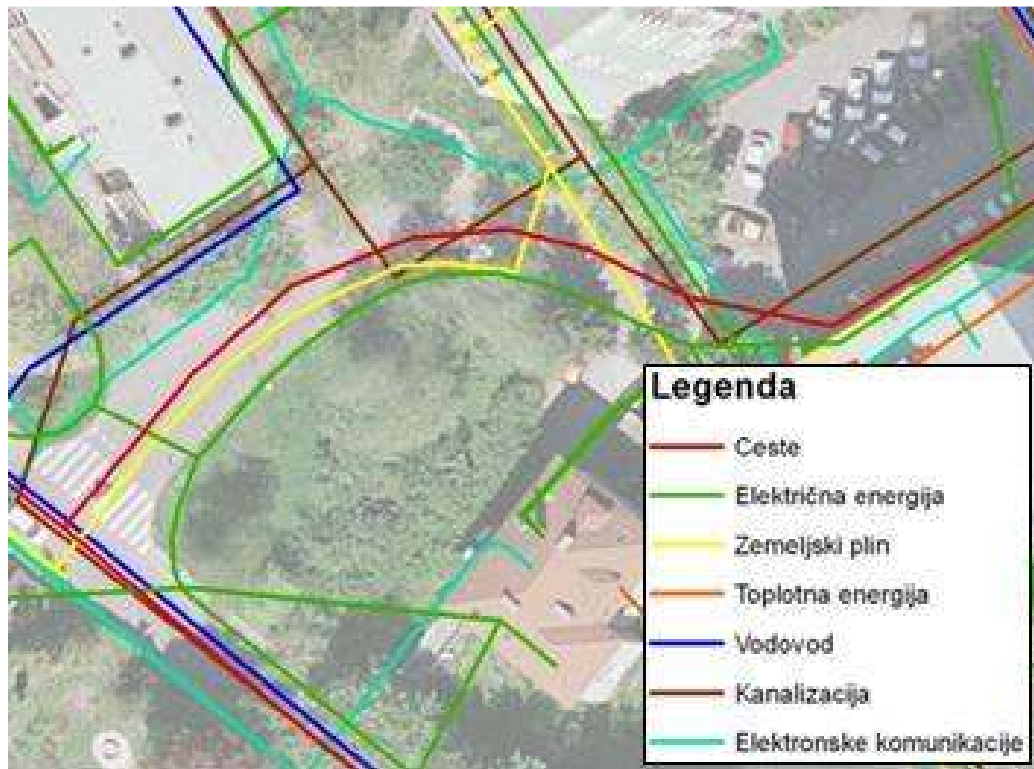 Legenda
Ceste
Električna energija
Zemeljski plin
Toplotna energija
Vodovod
Kanalizacija
Elektronske komunikacije